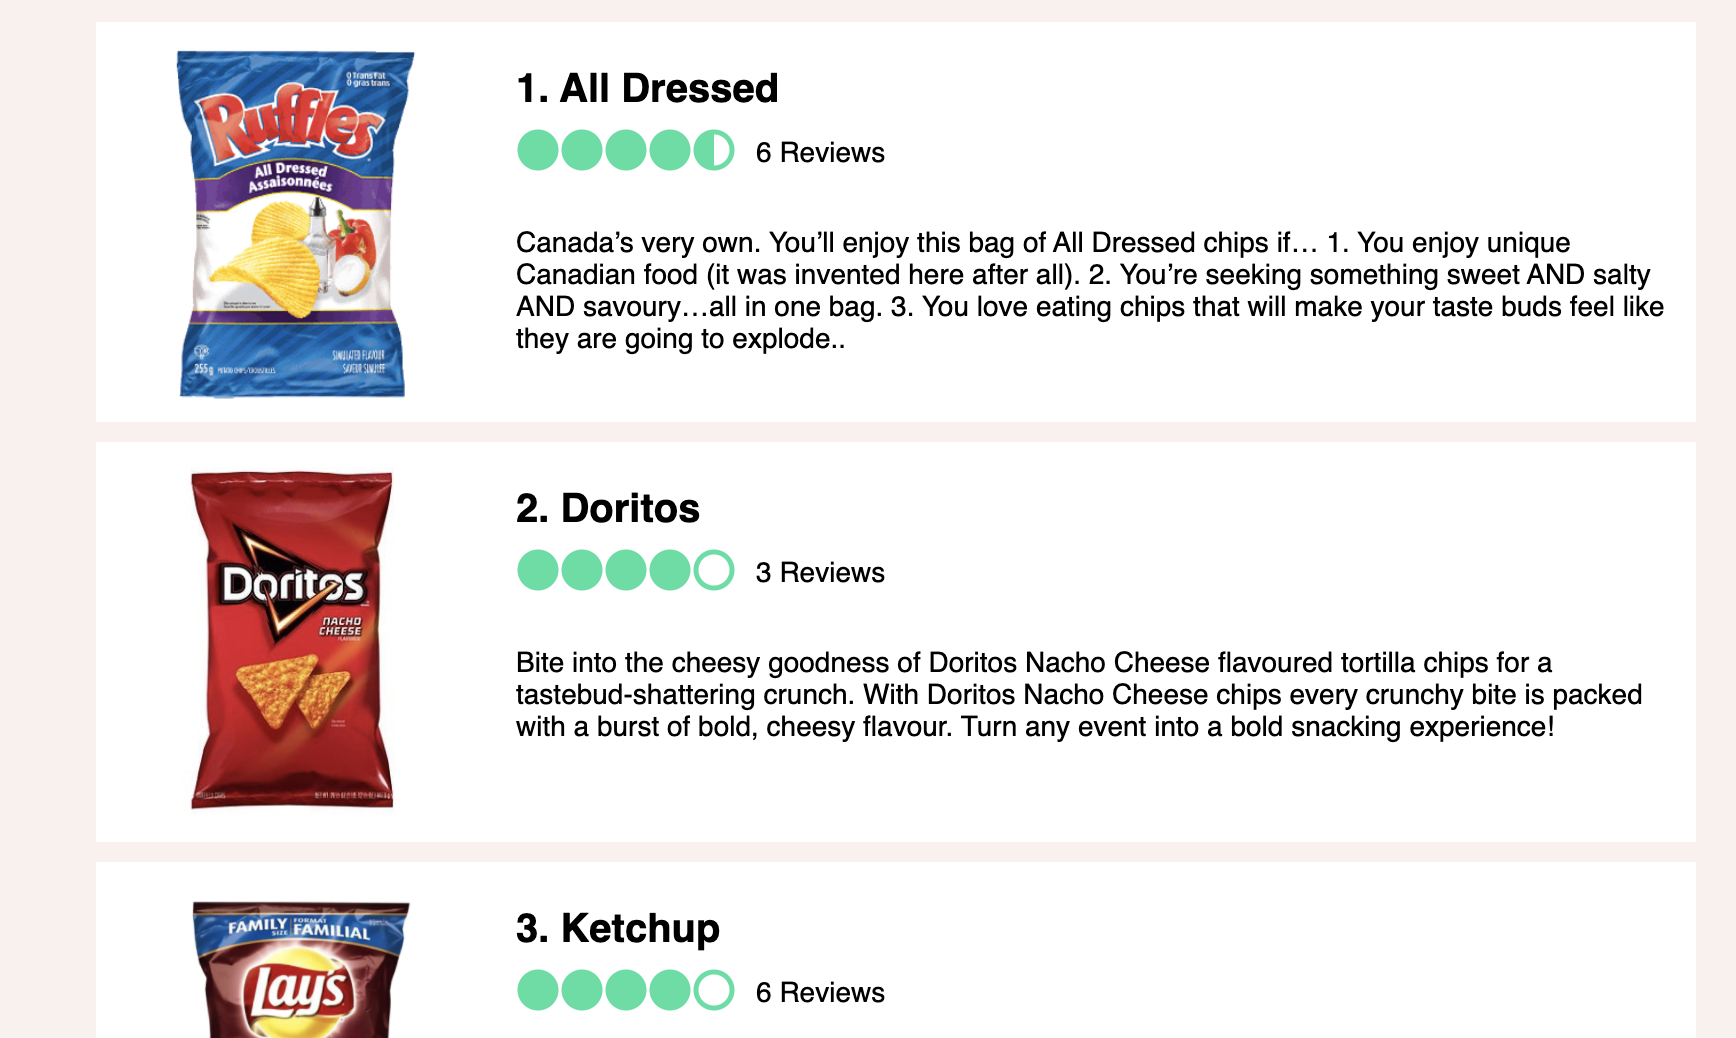 0 Trans Fat
0 gras trans
Ruffles
All Dressed
Assaisonnées
SIMULATED FLAVOUR
SAVEUR SIMULÉE
255 g
POTATO CHIPS/CROUSTILLES
1. All Dressed
6 Reviews
Canada’s very own. You’ll enjoy this bag of All Dressed chips if… 1. You enjoy unique
Canadian food (it was invented here after all). 2. You’re seeking something sweet AND salty
AND savoury…all in one bag. 3. You love eating chips that will make your taste buds feel like
they are going to explode..
Doritos
NACHO
CHEESE
2. Doritos
3 Reviews
Bite into the cheesy goodness of Doritos Nacho Cheese flavoured tortilla chips for a
tastebud-shattering crunch. With Doritos Nacho Cheese chips every crunchy bite is packed
with a burst of bold, cheesy flavour. Turn any event into a bold snacking experience!
FAMILY SIZE
FORMAT FAMILIAL
Lay's
3. Ketchup
6 Reviews